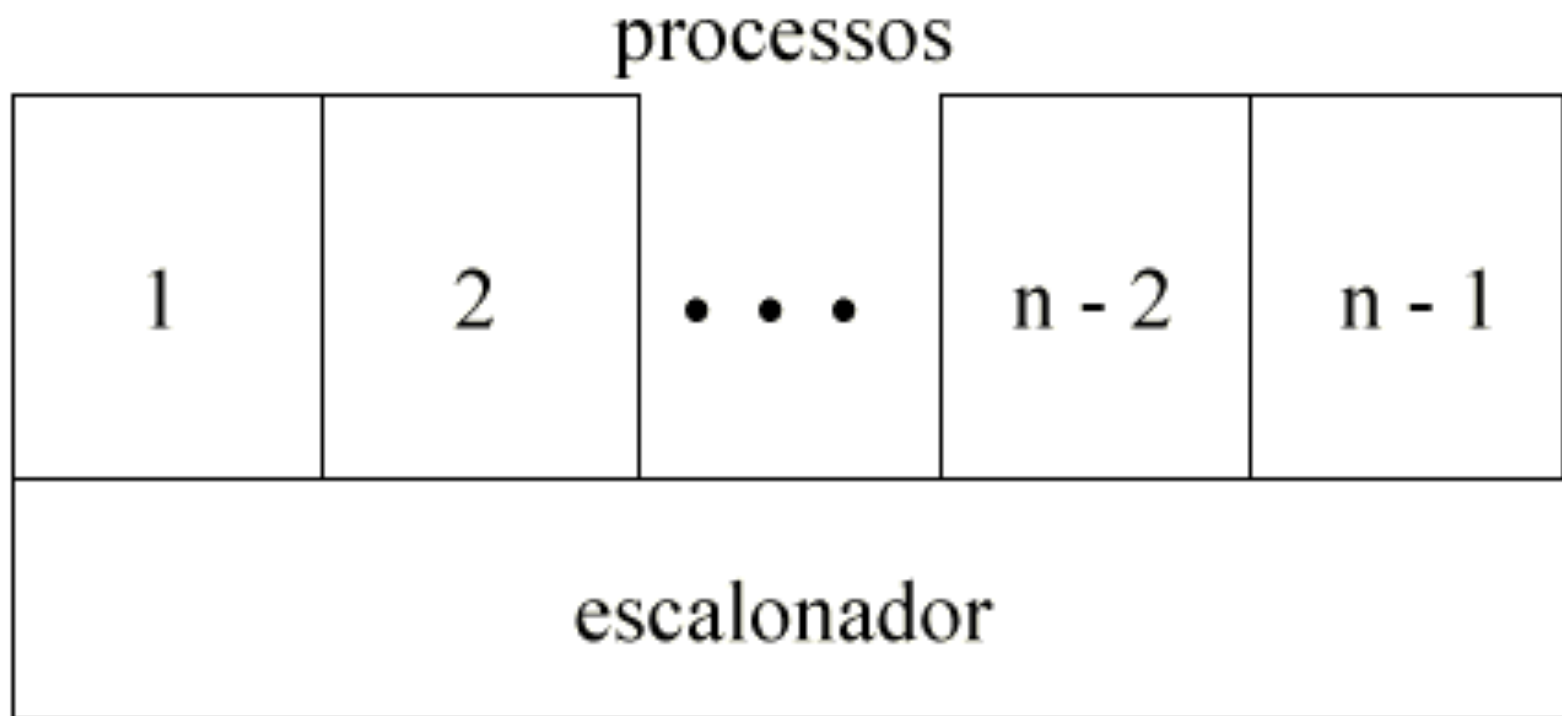 processos
1 2 • • • n - 2 n - 1
escalonador